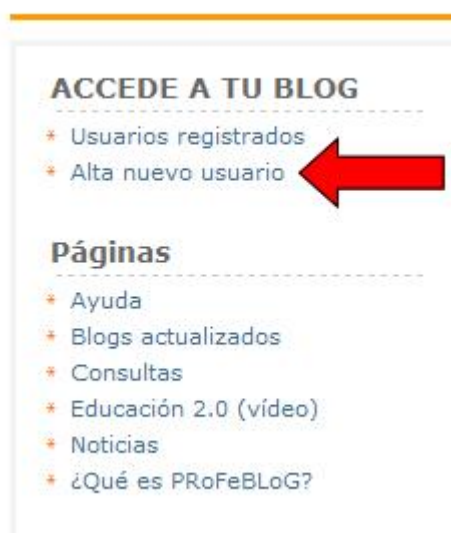 ACCEDE A TU BLOG
* Usuarios registrados
* Alta nuevo usuario
Páginas
* Ayuda
* Blogs actualizados
* Consultas
* Educación 2.0 (vídeo)
* Noticias
* ¿Qué es PRoFeBLoG?